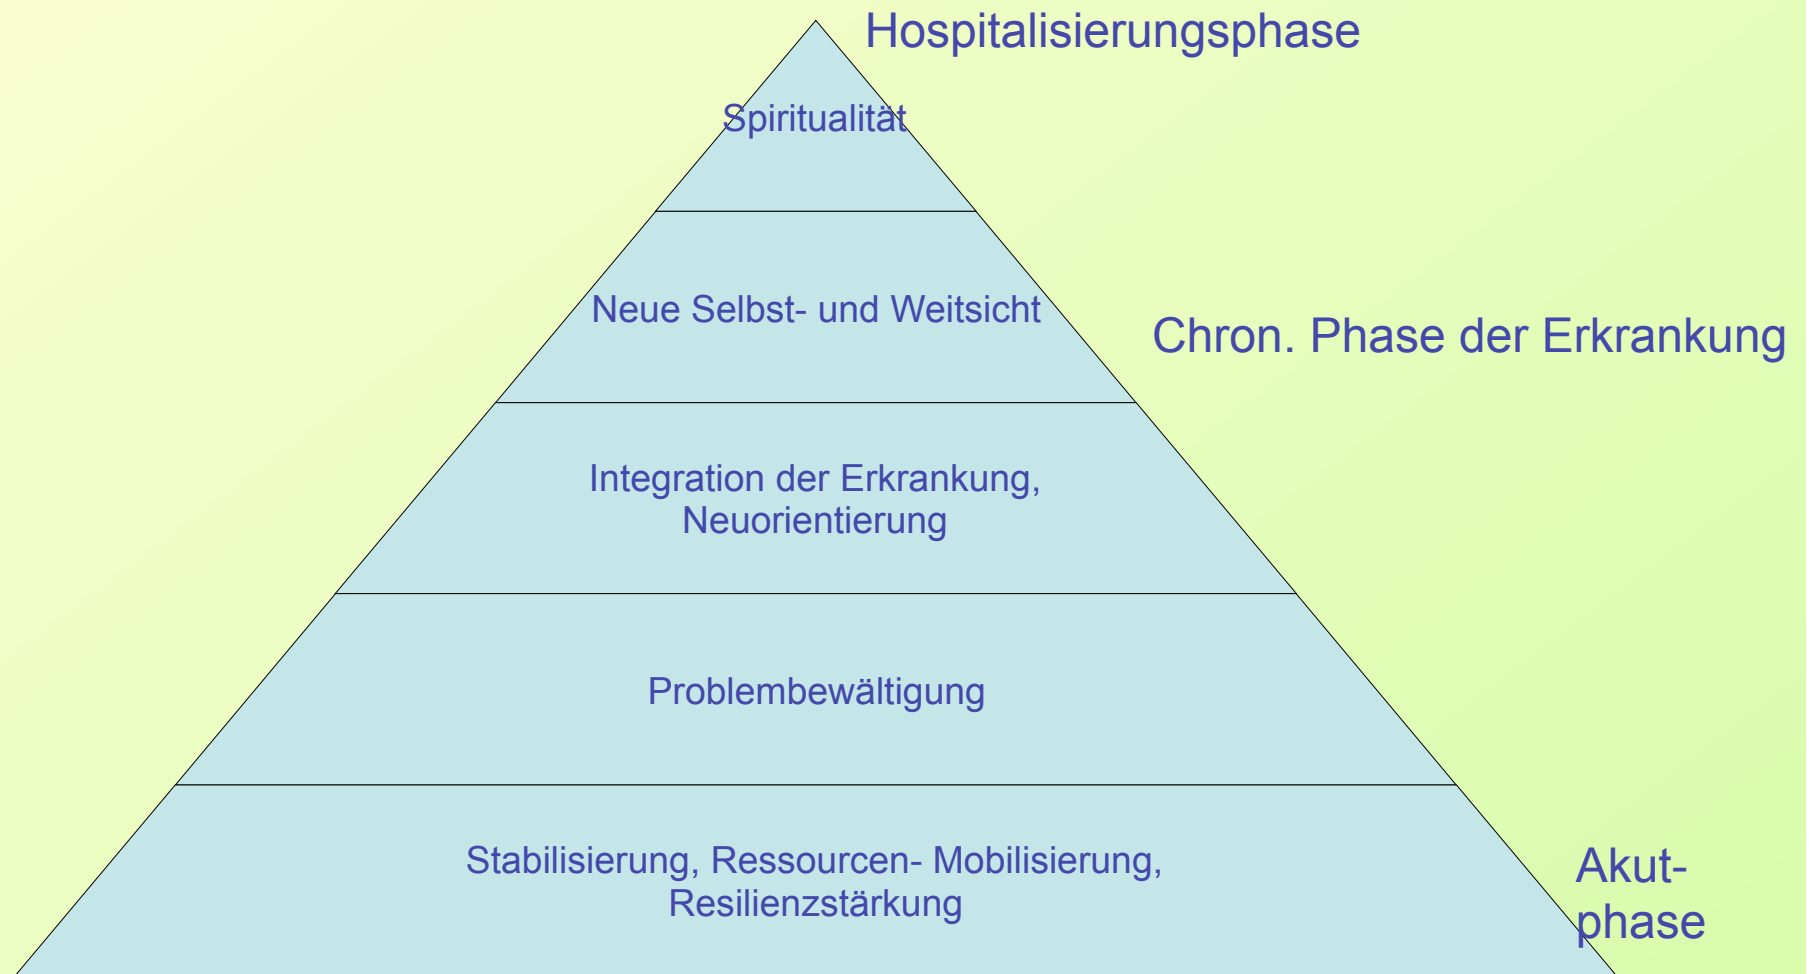 Hospitalisierungsphase
Spiritualität
Neue Selbst- und Weitsicht
Chron. Phase der Erkrankung
Integration der Erkrankung,
Neuorientierung
Problembewältigung
Stabilisierung, Ressourcen- Mobilisierung,
Resilienzstärkung
Akut-
phase